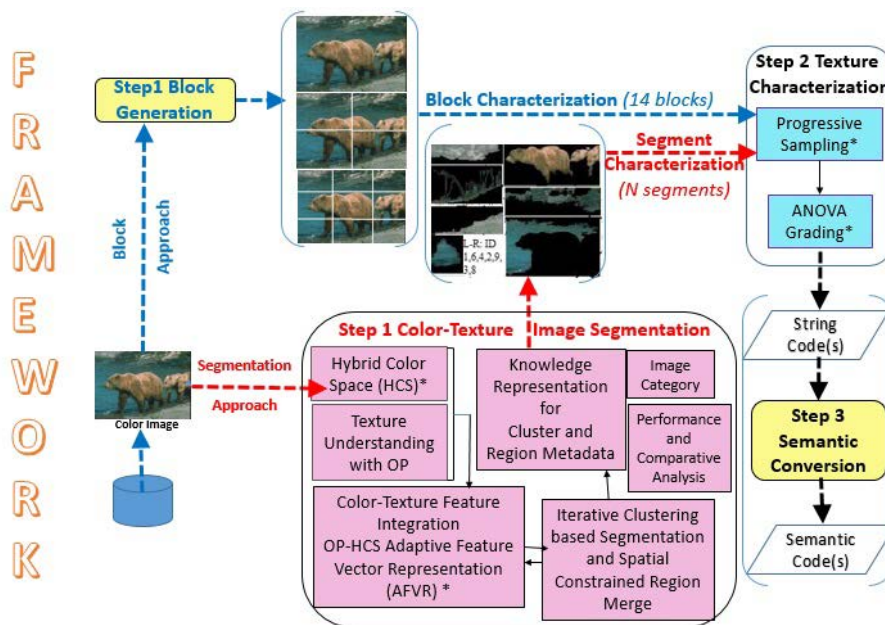 FRAMEWORK
Step1 Block
Generation
Block
Approach
Color Image
Segmentation
Approach
Block Characterization (14 blocks)
L-R: ID
1,6,4,2,9,
3,8
Segment
Characterization
(N segments)
Step 1 Color-Texture Image Segmentation
Hybrid Color
Space (HCS)*
Texture
Understanding
with OP
Color-Texture Feature
Integration
OP-HCS Adaptive Feature
Vector Representation
(AFVR) *
Knowledge
Representation
for
Cluster and
Region Metadata
Image
Category
Performance
and
Comparative
Analysis
Iterative Clustering
based Segmentation
and Spatial
Constrained Region
Merge
Step 2 Texture
Characterization
Progressive
Sampling*
ANOVA
Grading*
String
Code(s)
Step 3
Semantic
Conversion
Semantic
Code(s)